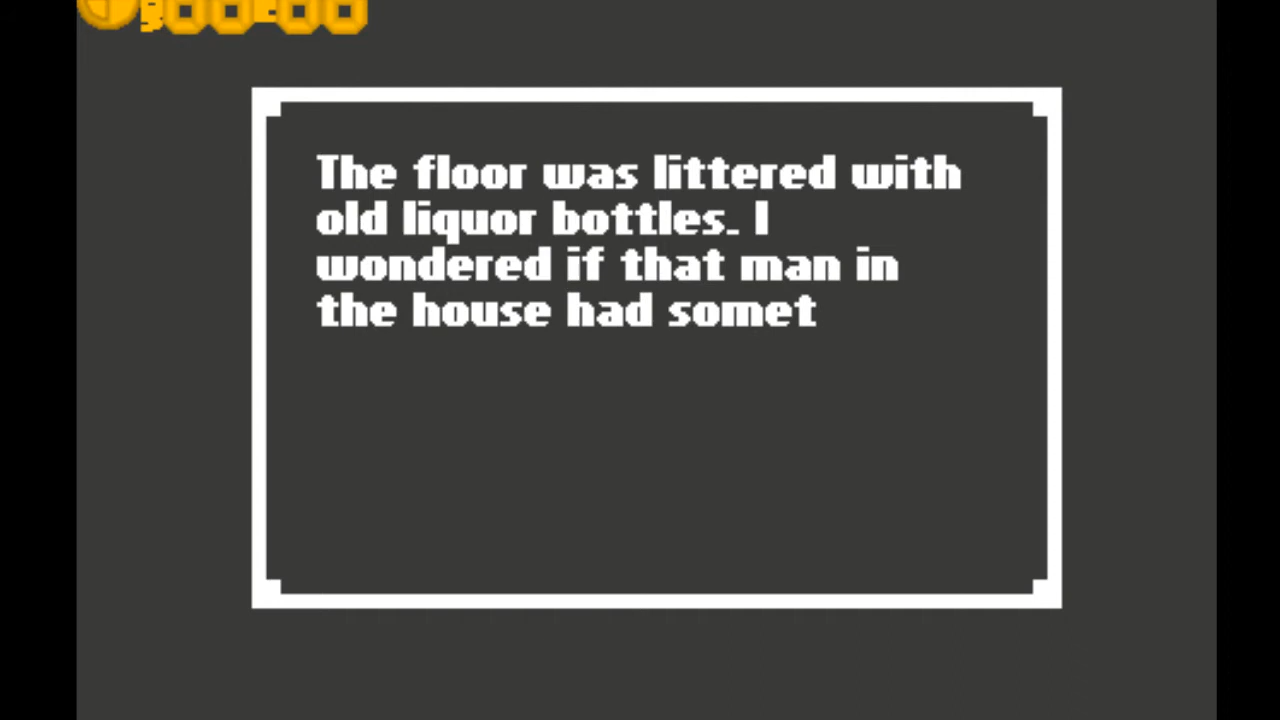 The floor was littered with
old liquor bottles. I
wondered if that man in
the house had somet